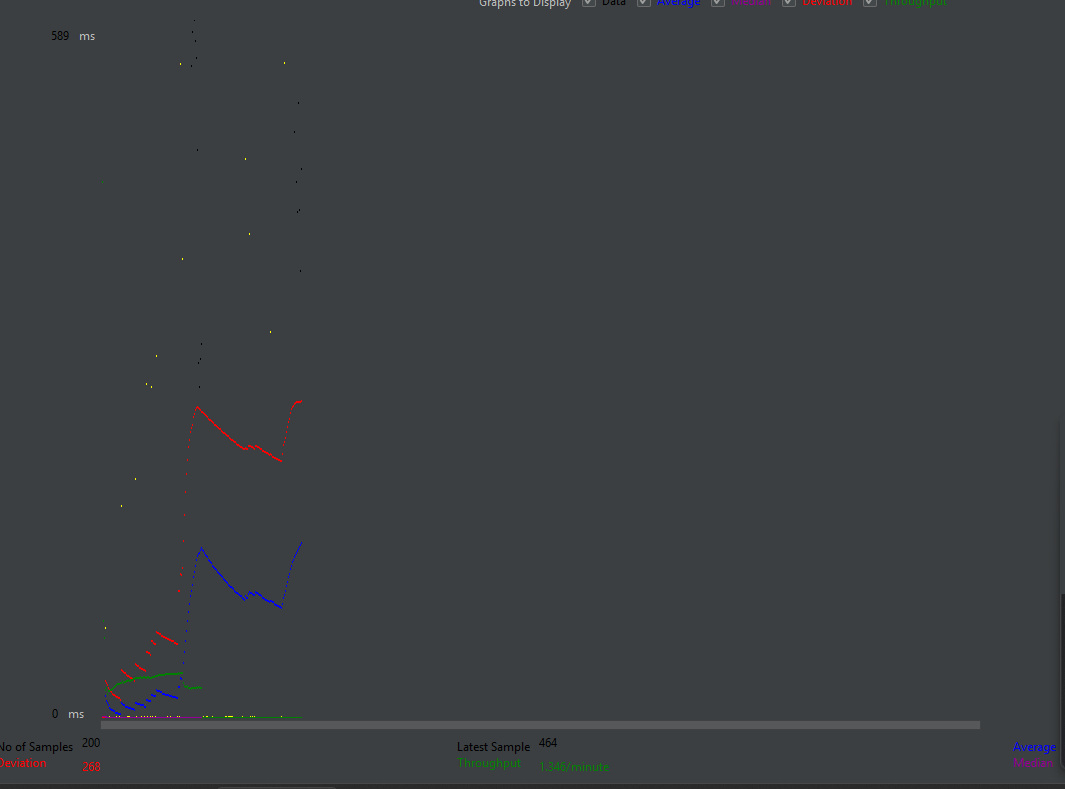 Graphs to Display Data Average Median Deviation Throughput
589 ms
0 ms
No of Samples 200 Latest Sample 464 Average
Deviation 268 Throughput 1.346/minute Median